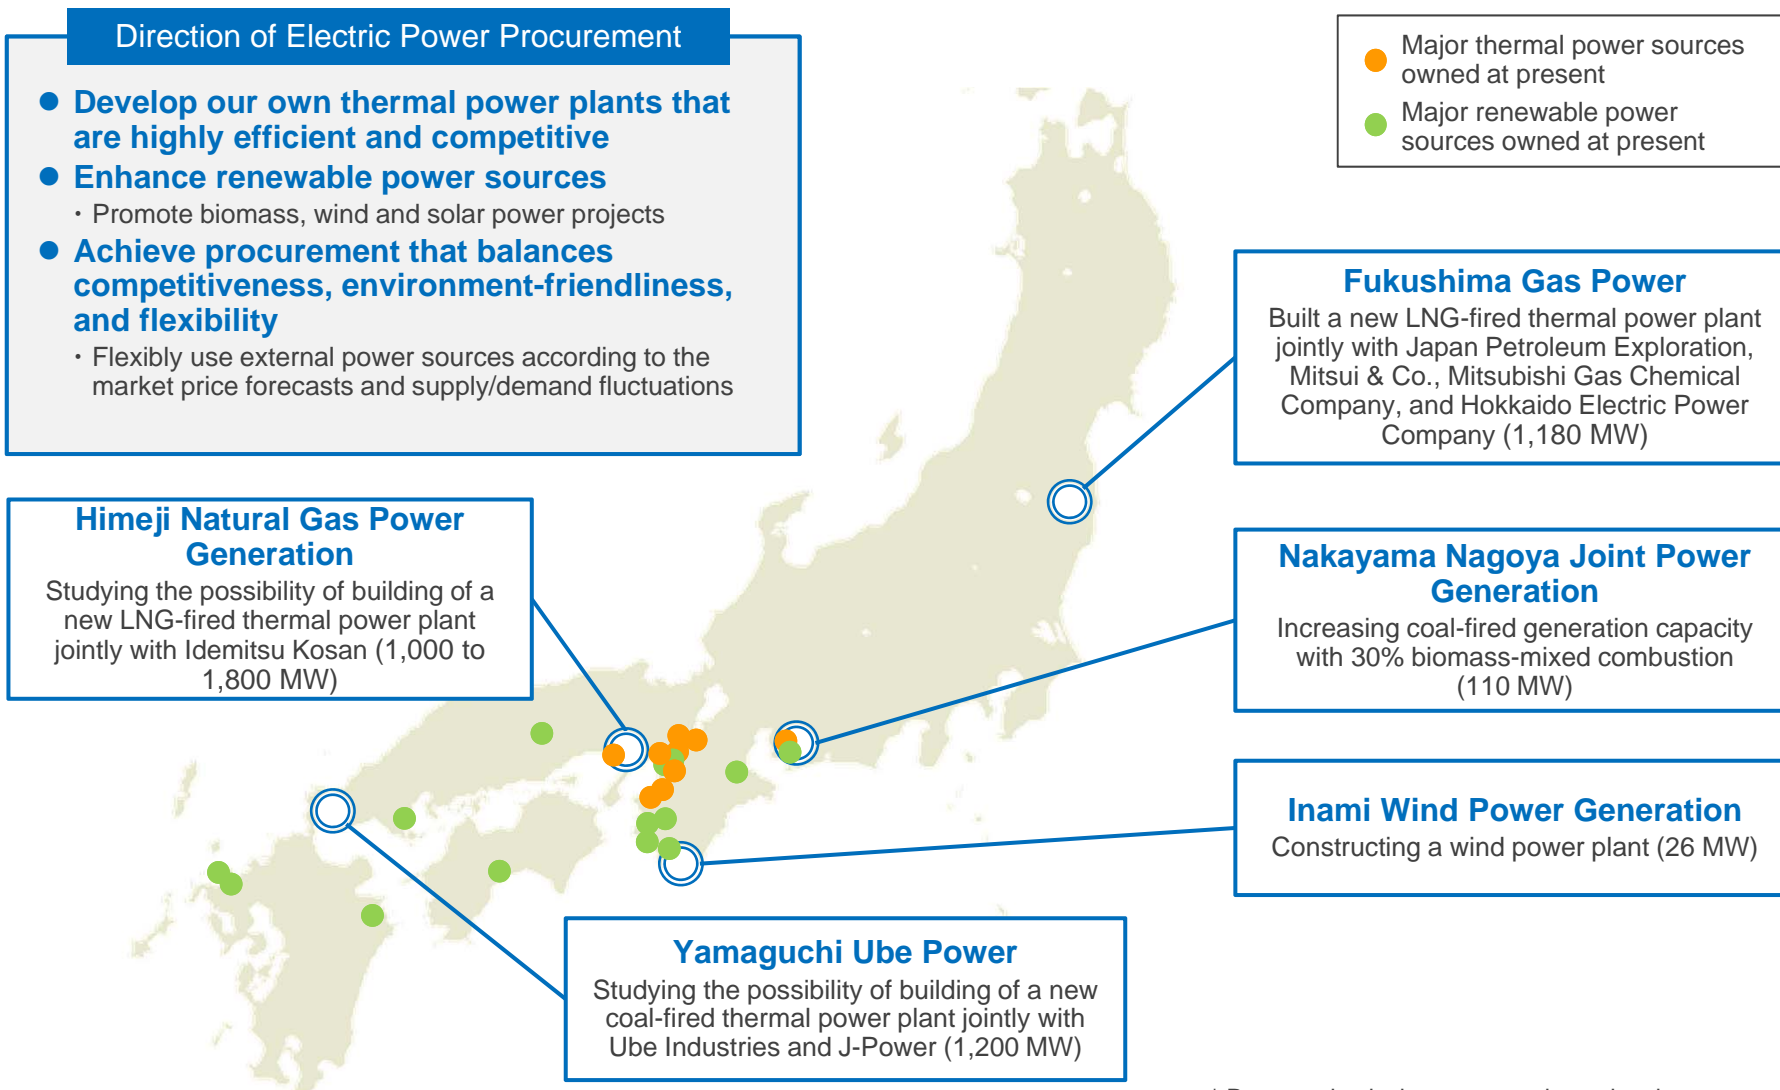 Direction of Electric Power Procurement
● Develop our own thermal power plants that
are highly efficient and competitive
● Enhance renewable power sources
・Promote biomass, wind and solar power projects
● Achieve procurement that balances
competitiveness, environment-friendliness,
and flexibility
・Flexibly use external power sources according to the
market price forecasts and supply/demand fluctuations
Major thermal power sources
owned at present
Major renewable power
sources owned at present
Fukushima Gas Power
Built a new LNG-fired thermal power plant
jointly with Japan Petroleum Exploration,
Mitsui & Co., Mitsubishi Gas Chemical
Company, and Hokkaido Electric Power
Company (1,180 MW)
Himeji Natural Gas Power
Generation
Studying the possibility of building of a
new LNG-fired thermal power plant
jointly with Idemitsu Kosan (1,000 to
1,800 MW)
Nakayama Nagoya Joint Power
Generation
Increasing coal-fired generation capacity
with 30% biomass-mixed combustion
(110 MW)
Inami Wind Power Generation
Constructing a wind power plant (26 MW)
Yamaguchi Ube Power
Studying the possibility of building of a new
coal-fired thermal power plant jointly with
Ube Industries and J-Power (1,200 MW)